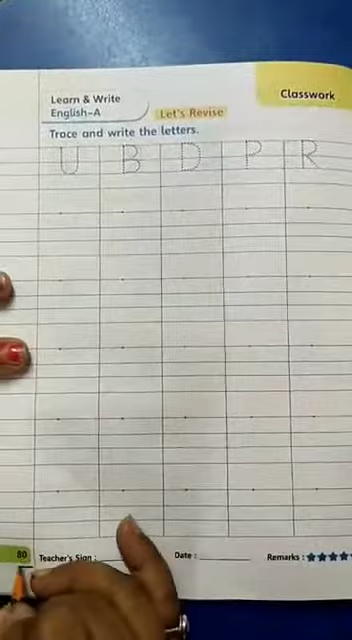 Learn & Write
English-A
Let's Revise
Classwork
Trace and write the letters.
U B D P R
80
Teacher's Sign : Date : Remarks :